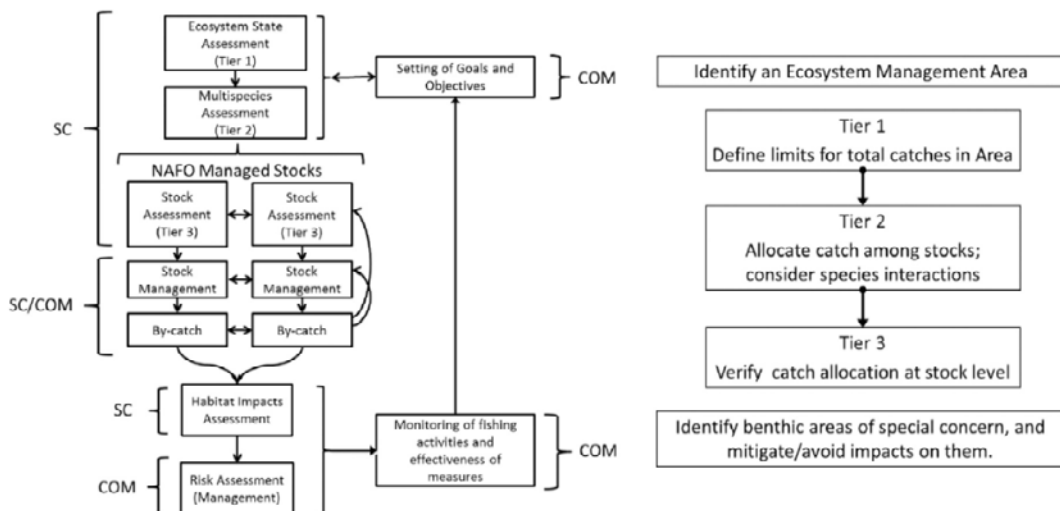 Ecosystem State
Assessment
(Tier 1)
Multispecies
Assessment
(Tier 2)
SC
Setting of Goals and
Objectives
COM
NAFO Managed Stocks
Stock
Assessment
(Tier 3)
Stock
Assessment
(Tier 3)
Stock
Management
Stock
Management
SC/COM
By-catch
By-catch
SC
Habitat Impacts
Assessment
COM
Risk Assessment
(Management)
Monitoring of fishing
activities and
effectiveness of
measures
COM
Identify an Ecosystem Management Area
Tier 1
Define limits for total catches in Area
Tier 2
Allocate catch among stocks;
consider species interactions
Tier 3
Verify catch allocation at stock level
Identify benthic areas of special concern, and
mitigate/avoid impacts on them.